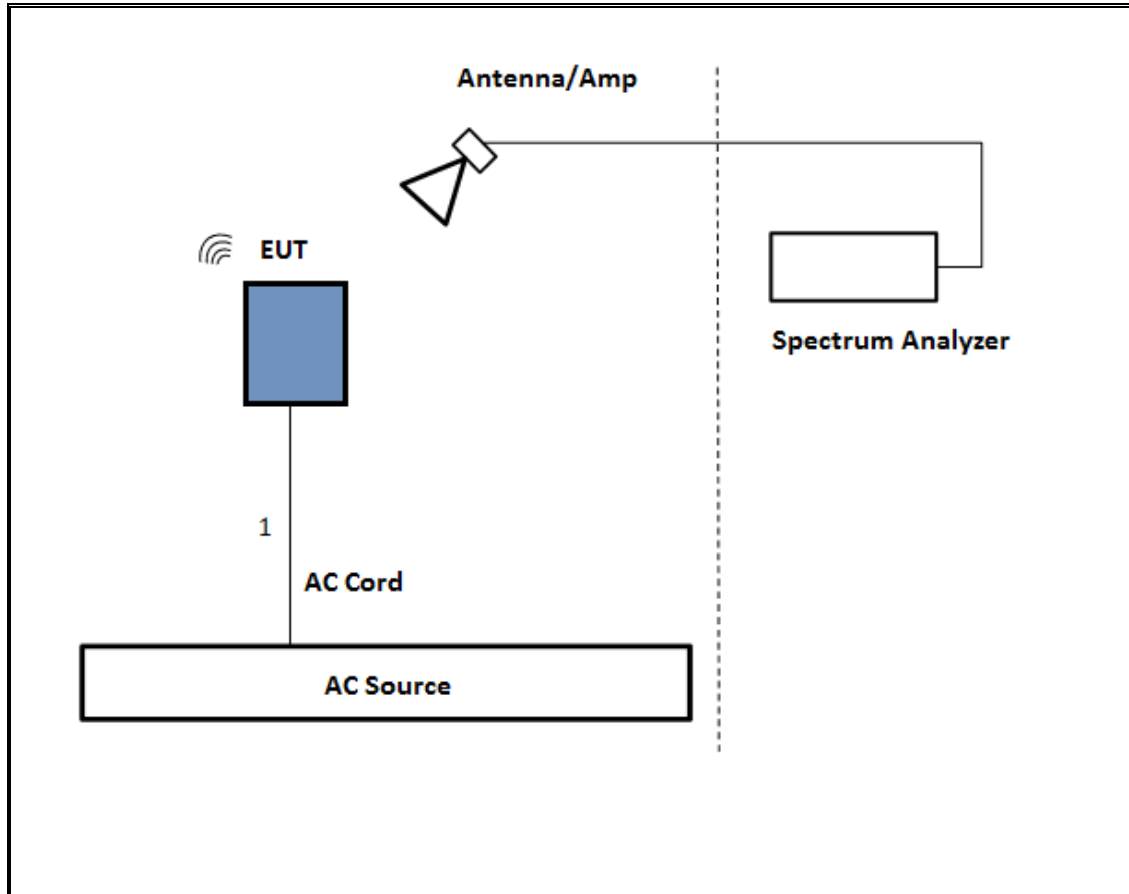 Antenna/Amp
EUT
Spectrum Analyzer
1
AC Cord
AC Source